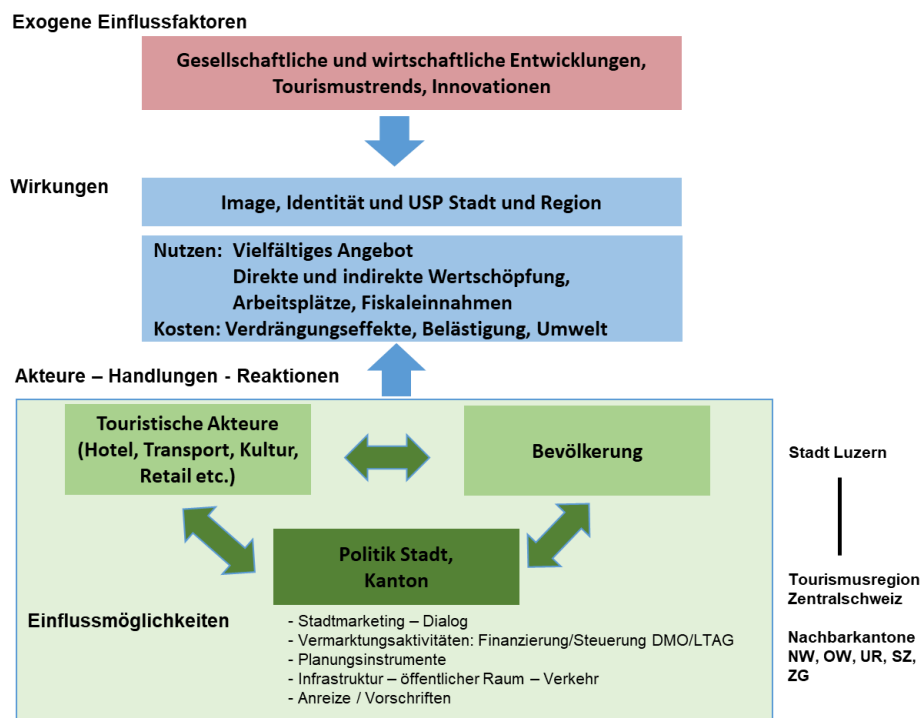 Exogene Einflussfaktoren
Gesellschaftliche und wirtschaftliche Entwicklungen,
Tourismustrends, Innovationen
Wirkungen
Image, Identität und USP Stadt und Region
Nutzen: Vielfältiges Angebot
Direkte und indirekte Wertschöpfung,
Arbeitsplätze, Fiskaleinnahmen
Kosten: Verdrängungseffekte, Belästigung, Umwelt
Akteure – Handlungen - Reaktionen
Touristische Akteure
(Hotel, Transport, Kultur,
Retail etc.)
Bevölkerung
Politik Stadt,
Kanton
Einflussmöglichkeiten
- Stadtmarketing – Dialog
- Vermarktungsaktivitäten: Finanzierung/Steuerung DMO/LTAG
- Planungsinstrumente
- Infrastruktur – öffentlicher Raum – Verkehr
- Anreize / Vorschriften
Stadt Luzern
Tourismusregion
Zentralschweiz
Nachbarkantone
NW, OW, UR, SZ,
ZG